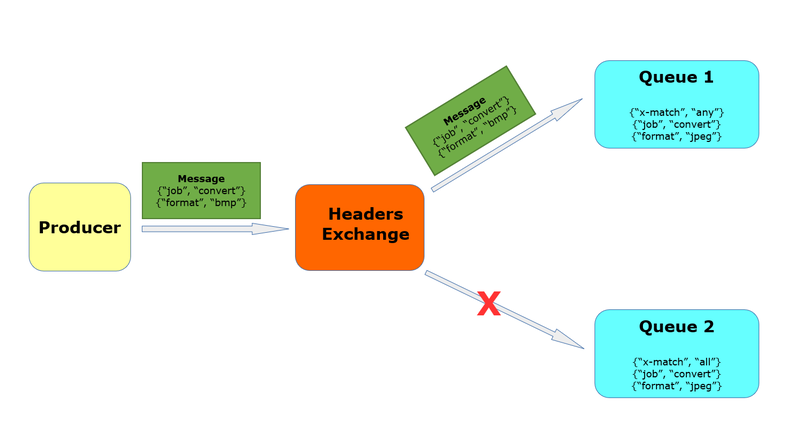 Producer
Message
{“job”, “convert”}
{“format”, “bmp”}
Headers
Exchange
Message
{“job”, “convert”}
{“format”, “bmp”}
Queue 1
{“x-match”, “any”}
{“job”, “convert”}
{“format”, “jpeg”}
X
Queue 2
{“x-match”, “all”}
{“job”, “convert”}
{“format”, “jpeg”}